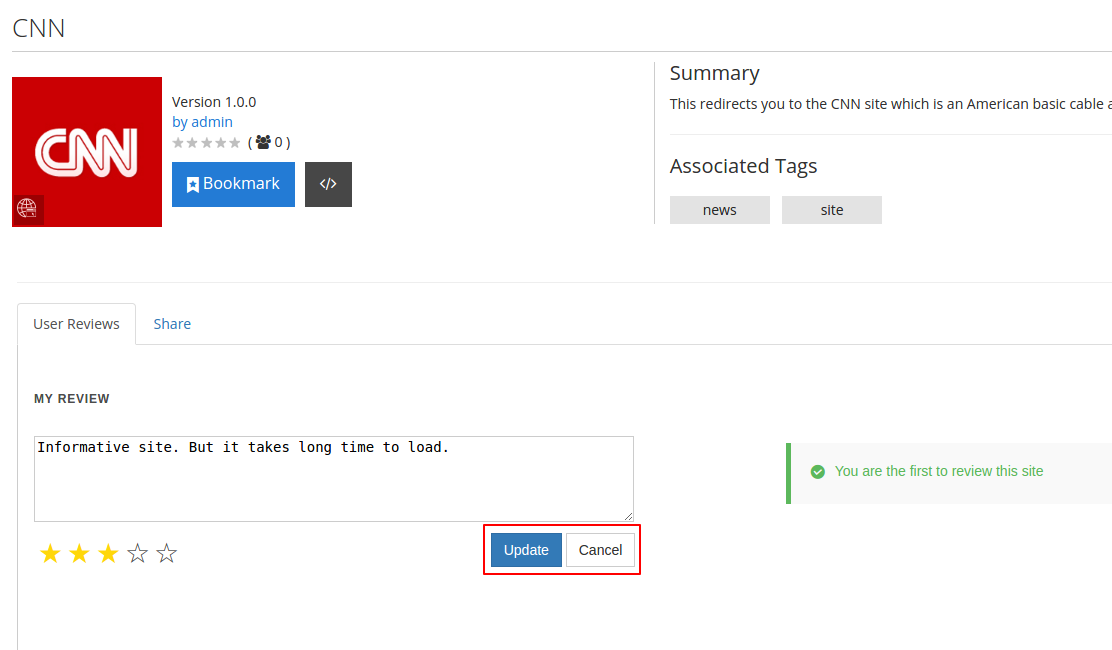 CNN
CNN
Version 1.0.0
by admin
( 0 )
Bookmark
</>
Summary
This redirects you to the CNN site which is an American basic cable a
Associated Tags
news site
User Reviews Share
MY REVIEW
Informative site. But it takes long time to load.
You are the first to review this site
Update Cancel